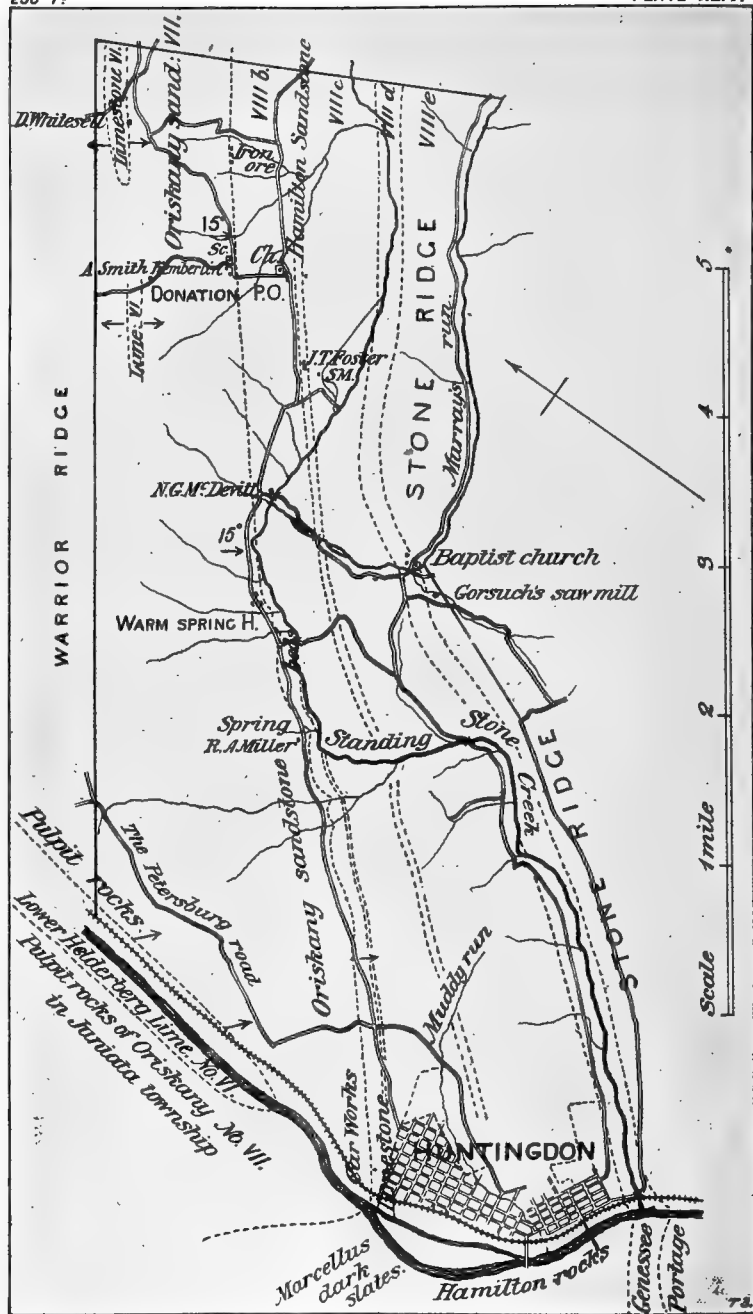 D. Whitesell
Limestone VI.
Oriskany sand: VII.
VIII b.
Hamilton Sandstone
VIII c
VIII d
VIII e
Iron
ore
15°
Sc.
Ch.
A. Smith
DONATION P.O.
Lime. VI
J.T. Foster
SM.
STONE RIDGE
Murrays run
WARRIOR RIDGE
N.G. McDevitt
15°
Baptist church
Gorsuch's saw mill
WARM SPRING H.
beds
Spring
R.A. Miller
Standing Stone Creek
STONE RIDGE
Oriskany sandstone
The Petersburg road
Pulpit rocks
Lower Helderberg Lime. No. VI.
Pulpit rocks of Oriskany No. VII.
in Juniata township
Muddy run
Car Works
Limestone
HUNTINGDON
Marcellus
dark
slates.
Hamilton rocks
Genessee
Portage
Scale 1 mile 2 3 4 5